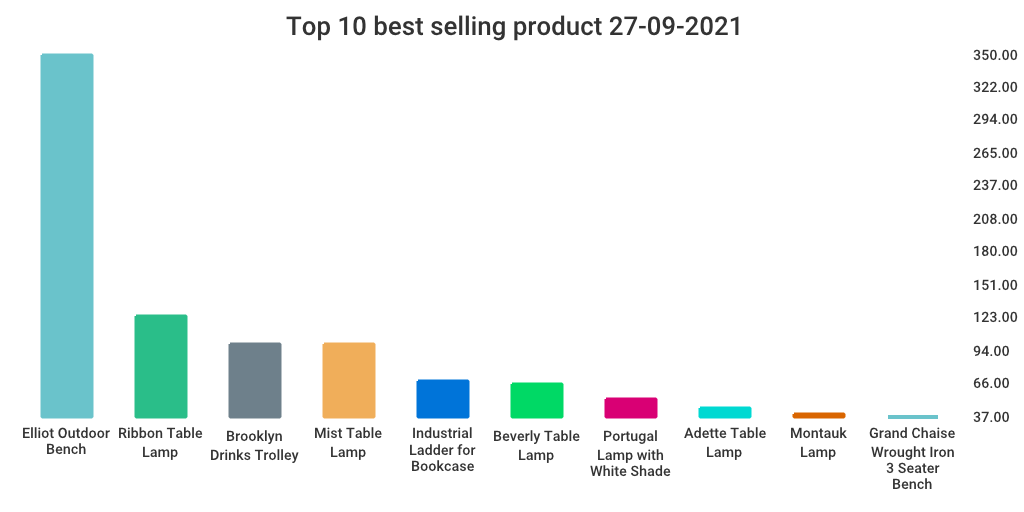 Top 10 best selling product 27-09-2021
350.00
322.00
294.00
265.00
237.00
208.00
180.00
151.00
123.00
94.00
66.00
37.00
Elliot Outdoor
Bench
Ribbon Table
Lamp
Brooklyn
Drinks Trolley
Mist Table
Lamp
Industrial
Ladder for
Bookcase
Beverly Table
Lamp
Portugal
Lamp with
White Shade
Adette Table
Lamp
Montauk
Lamp
Grand Chaise
Wrought Iron
3 Seater
Bench